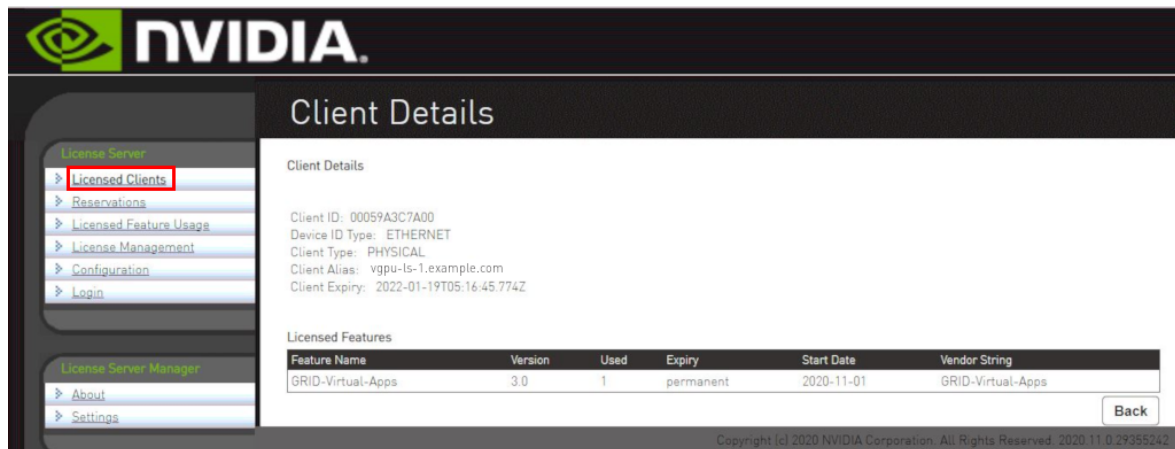 NVIDIA.
Client Details
License Server
Licensed Clients
Reservations
Licensed Feature Usage
License Management
Configuration
Login
License Server Manager
About
Settings
Client Details
Client ID: 00059A3C7A00
Device ID Type: ETHERNET
Client Type: PHYSICAL
Client Alias: vgpu-ls-1.example.com
Client Expiry: 2022-01-19T05:16:45.774Z
Licensed Features
Feature Name Version Used Expiry Start Date Vendor String
GRID-Virtual-Apps 3.0 1 permanent 2020-11-01 GRID-Virtual-Apps
Back
Copyright (c) 2020 NVIDIA Corporation. All Rights Reserved. 2020.11.0.29355242